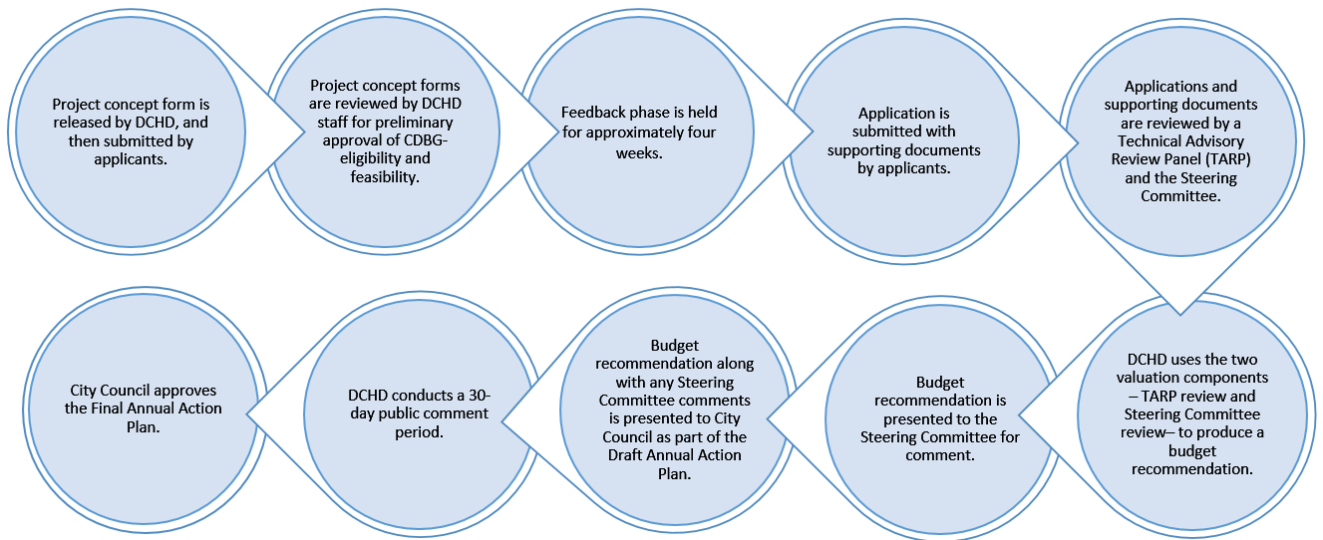 Project concept form is
released by DCHD, and
then submitted by
applicants.
Project concept forms
are reviewed by DCHD
staff for preliminary
approval of CDBG-
eligibility and
feasibility.
Feedback phase is held
for approximately four
weeks.
Application is
submitted with
supporting documents
by applicants.
Applications and
supporting documents
are reviewed by a
Technical Advisory
Review Panel (TARP)
and the Steering
Committee.
DCHD uses the two
valuation components
– TARP review and
Steering Committee
review– to produce a
budget
recommendation.
Budget
recommendation is
presented to the
Steering Committee for
comment.
Budget
recommendation along
with any Steering
Committee comments
is presented to City
Council as part of the
Draft Annual Action
Plan.
DCHD conducts a 30-
day public comment
period.
City Council approves
the Final Annual Action
Plan.